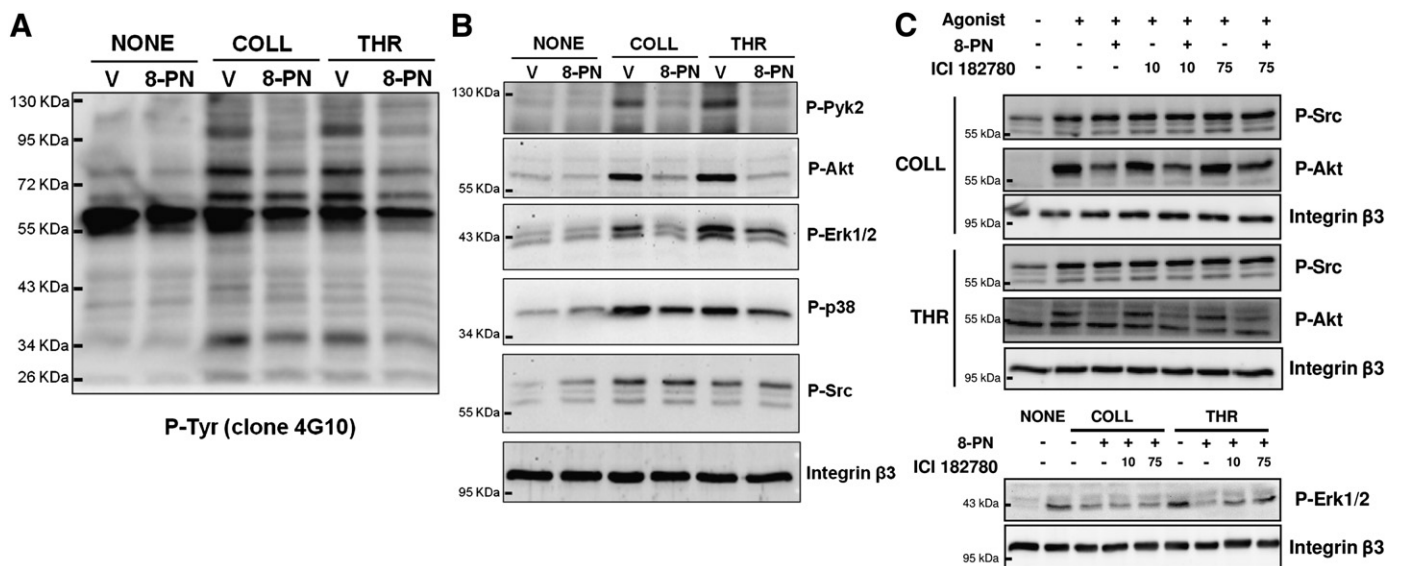 A
NONE COLL THR
V 8-PN V 8-PN V 8-PN
130 KDa
95 KDa
72 KDa
55 KDa
43 KDa
34 KDa
26 KDa
P-Tyr (clone 4G10)
B
NONE COLL THR
V 8-PN V 8-PN V 8-PN
130 KDa P-Pyk2
P-Akt
55 KDa
P-Erk1/2
43 KDa
P-p38
34 KDa
P-Src
55 KDa
Integrin β3
95 KDa
C
Agonist - + + + + + +
8-PN - - + - + - +
ICI 182780 - - - 10 10 75 75
COLL
P-Src
55 kDa
P-Akt
55 kDa
Integrin β3
95 kDa
THR
P-Src
55 kDa
P-Akt
55 kDa
Integrin β3
95 kDa
NONE COLL THR
8-PN - - + + + - + + +
ICI 182780 - - - 10 75 - - 10 75
P-Erk1/2
43 kDa
Integrin β3
95 kDa